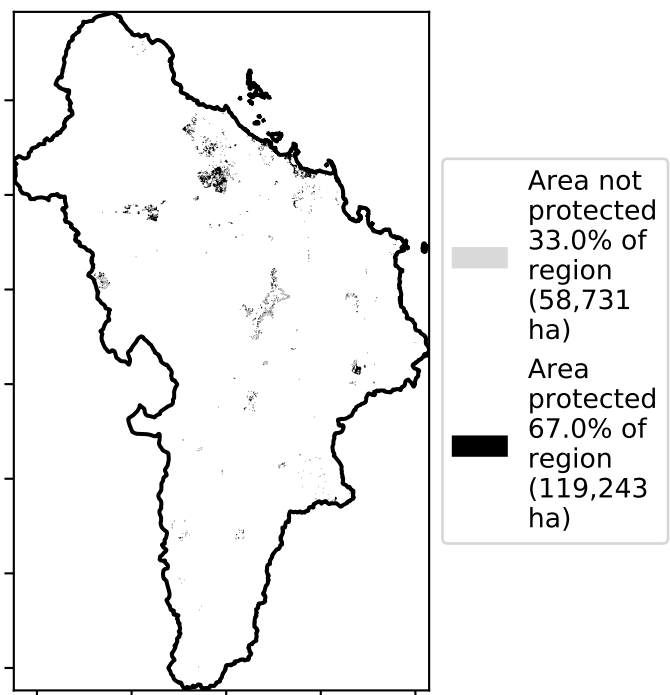 Area not
protected
33.0% of
region
(58,731
ha)
Area
protected
67.0% of
region
(119,243
ha)